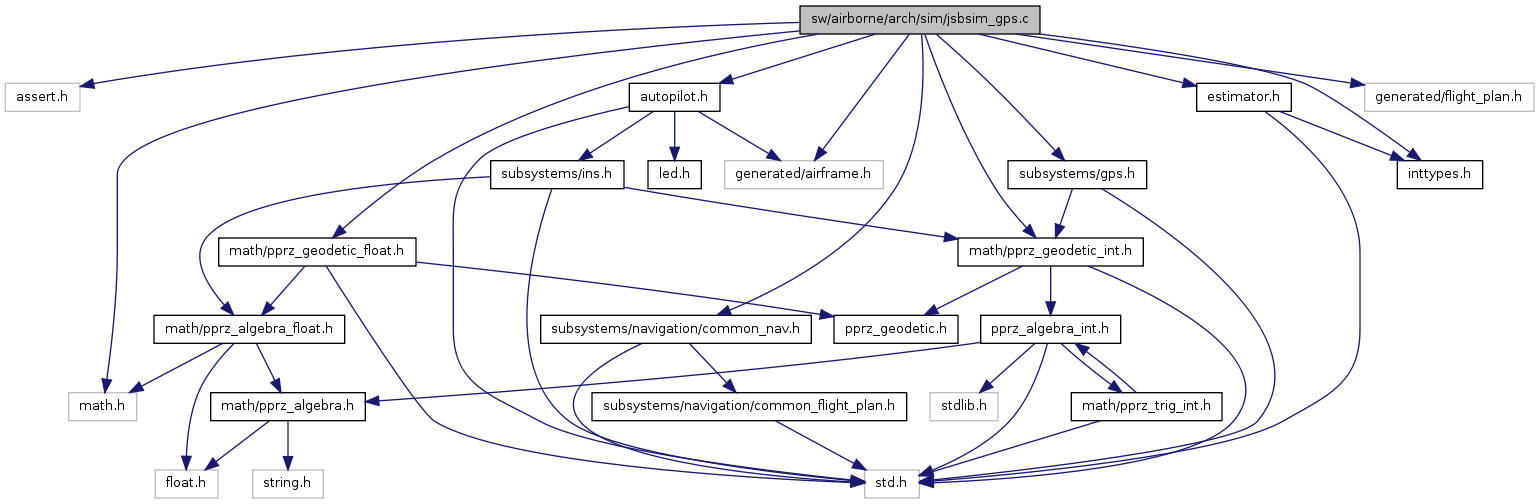 sw/airborne/arch/sim/jsbsim_gps.c
assert.h
autopilot.h
estimator.h
generated/flight_plan.h
subsystems/ins.h
led.h
generated/airframe.h
subsystems/gps.h
inttypes.h
math/pprz_geodetic_float.h
math/pprz_geodetic_int.h
math/pprz_algebra_float.h
subsystems/navigation/common_nav.h
pprz_geodetic.h
pprz_algebra_int.h
math.h
math/pprz_algebra.h
subsystems/navigation/common_flight_plan.h
stdlib.h
math/pprz_trig_int.h
float.h
string.h
std.h